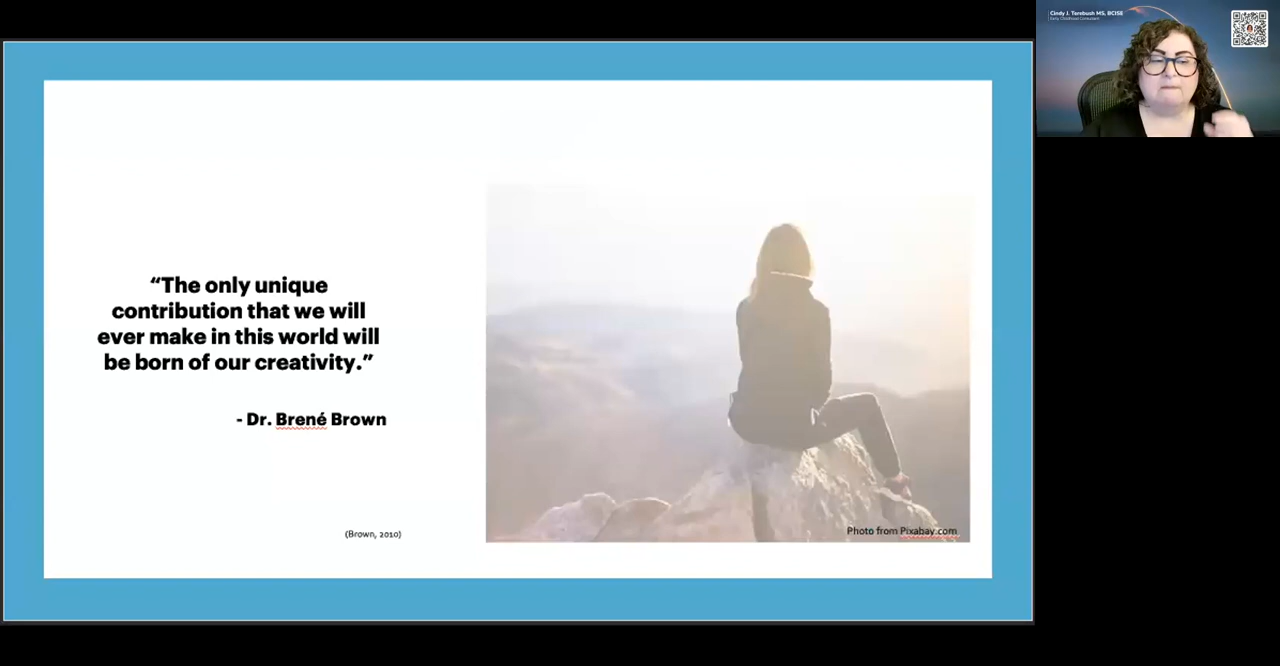 Cindy J. Terebush MS, BCISE
Early Childhood Consultant
“The only unique
contribution that we will
ever make in this world will
be born of our creativity.”
- Dr. Brené Brown
(Brown, 2010)
Photo from Pixabay.com